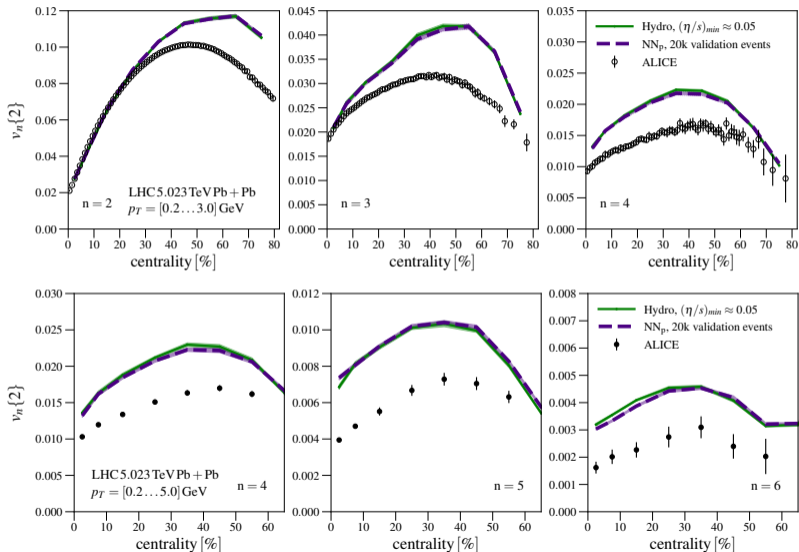 v_n{2}
0.12
0.10
0.08
0.06
0.04
0.02
0.00
n = 2
LHC 5.023 TeV Pb + Pb
p_T = [0.2 … 3.0] GeV
0 10 20 30 40 50 60 70 80
centrality [%]
0.045
0.040
0.035
0.030
0.025
0.020
0.015
0.010
0.005
0.000
n = 3
0 10 20 30 40 50 60 70 80
centrality [%]
0.035
0.030
0.025
0.020
0.015
0.010
0.005
0.000
Hydro, (η/s)_min ≈ 0.05
NN_p, 20k validation events
ALICE
n = 4
0 10 20 30 40 50 60 70 80
centrality [%]
v_n{2}
0.030
0.025
0.020
0.015
0.010
0.005
0.000
LHC 5.023 TeV Pb + Pb
p_T = [0.2 … 5.0] GeV
n = 4
0 10 20 30 40 50 60
centrality [%]
0.012
0.010
0.008
0.006
0.004
0.002
0.000
n = 5
0 10 20 30 40 50 60
centrality [%]
0.008
0.007
0.006
0.005
0.004
0.003
0.002
0.001
0.000
Hydro, (η/s)_min ≈ 0.05
NN_p, 20k validation events
ALICE
n = 6
0 10 20 30 40 50 60
centrality [%]